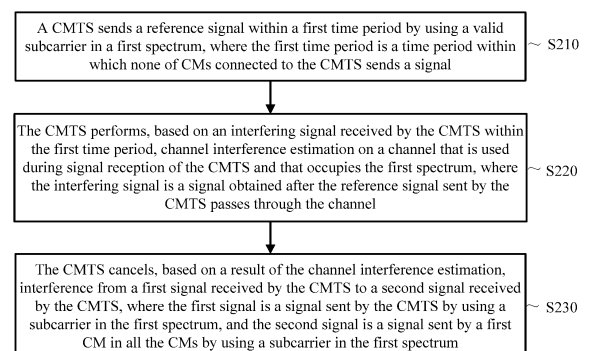 A CMTS sends a reference signal within a first time period by using a valid
subcarrier in a first spectrum, where the first time period is a time period within
which none of CMs connected to the CMTS sends a signal
S210
The CMTS performs, based on an interfering signal received by the CMTS within
the first time period, channel interference estimation on a channel that is used
during signal reception of the CMTS and that occupies the first spectrum, where
the interfering signal is a signal obtained after the reference signal sent by the
CMTS passes through the channel
S220
The CMTS cancels, based on a result of the channel interference estimation,
interference from a first signal received by the CMTS to a second signal received
by the CMTS, where the first signal is a signal sent by the CMTS by using a
subcarrier in the first spectrum, and the second signal is a signal sent by a first
CM in all the CMs by using a subcarrier in the first spectrum
S230